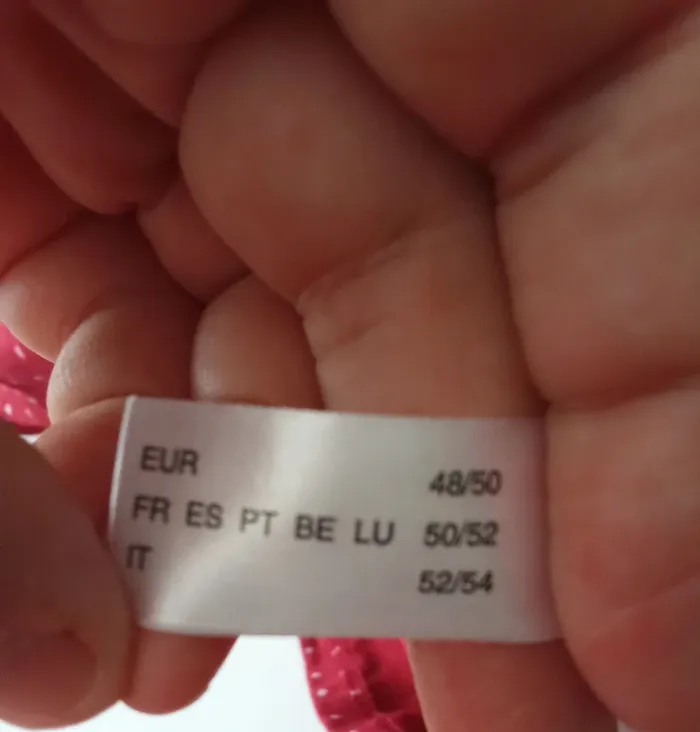 EUR 48/50
FR ES PT BE LU 50/52
IT 52/54